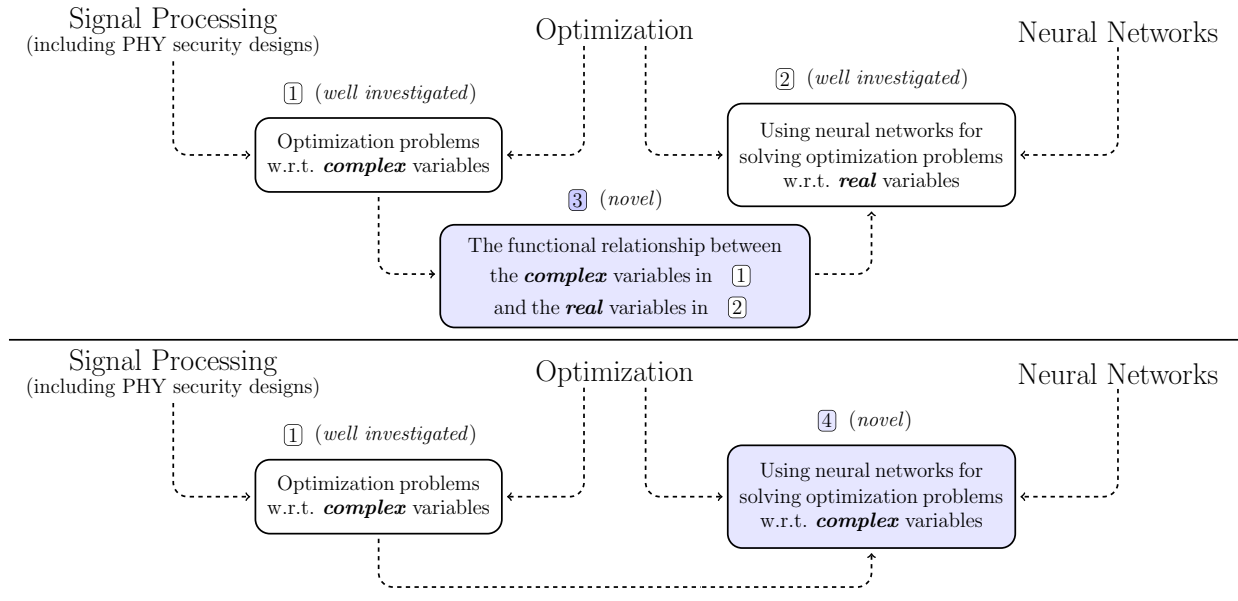 Signal Processing
(including PHY security designs)
Optimization
Neural Networks
1 (well investigated)
Optimization problems
w.r.t. complex variables
2 (well investigated)
Using neural networks for
solving optimization problems
w.r.t. real variables
3 (novel)
The functional relationship between
the complex variables in 1
and the real variables in 2
Signal Processing
(including PHY security designs)
Optimization
Neural Networks
1 (well investigated)
Optimization problems
w.r.t. complex variables
4 (novel)
Using neural networks for
solving optimization problems
w.r.t. complex variables